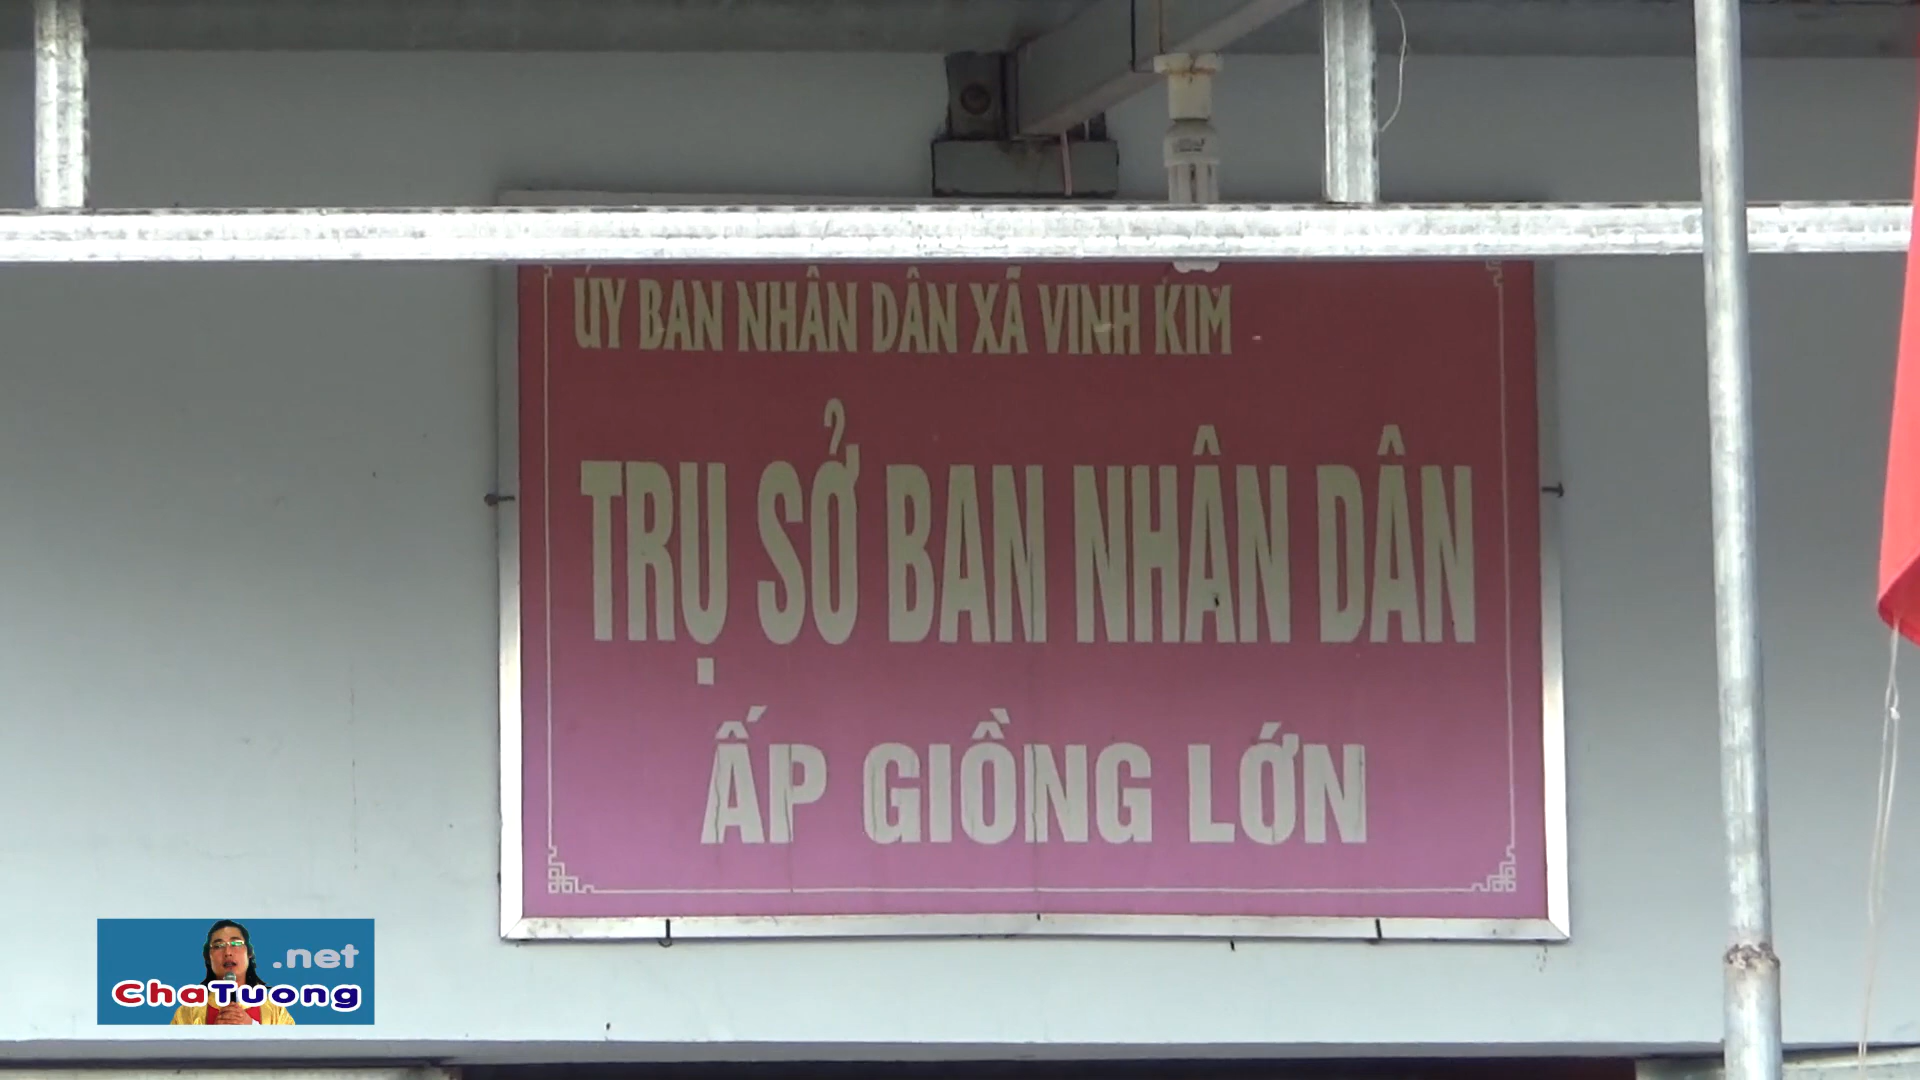 ỦY BAN NHÂN DÂN XÃ VINH KIM
TRỤ SỞ BAN NHÂN DÂN
ẤP GIỒNG LỚN
.net
ChaTuong